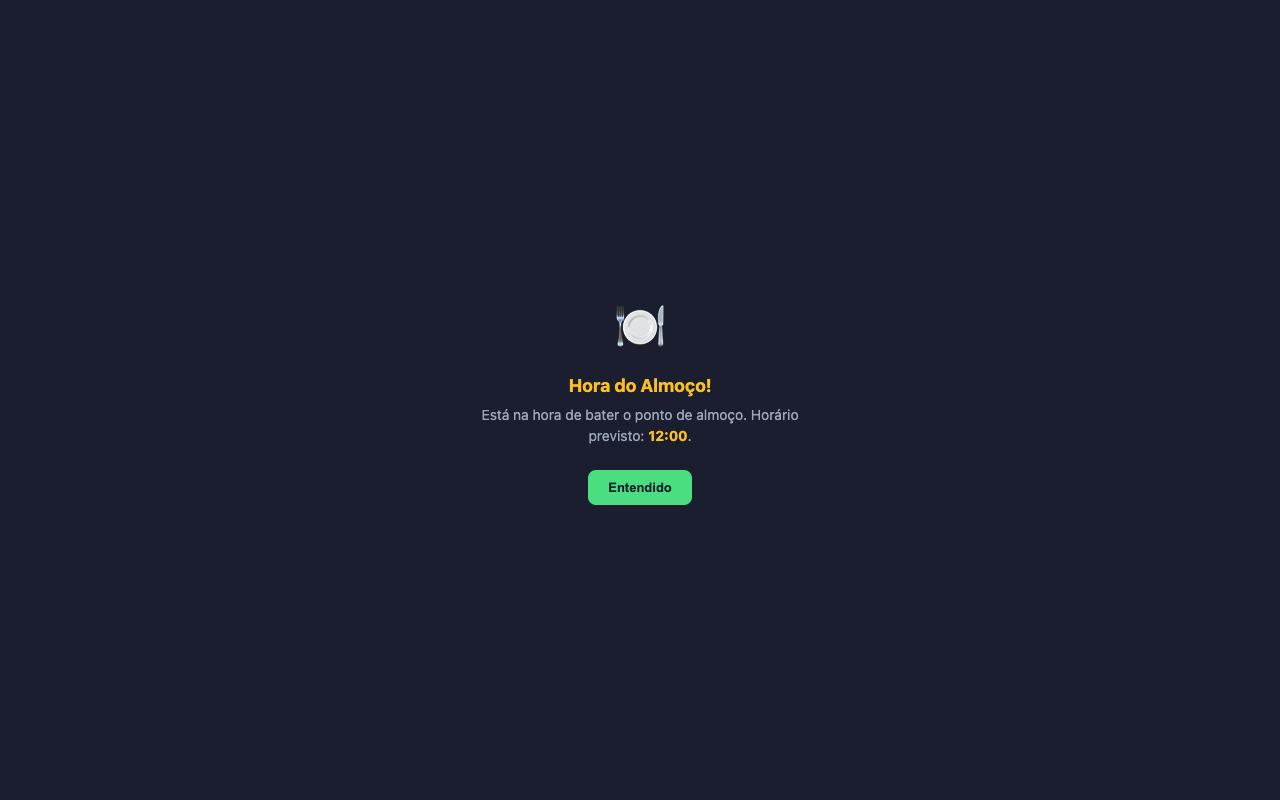 Hora do Almoço!
Está na hora de bater o ponto de almoço. Horário
previsto: 12:00.
Entendido